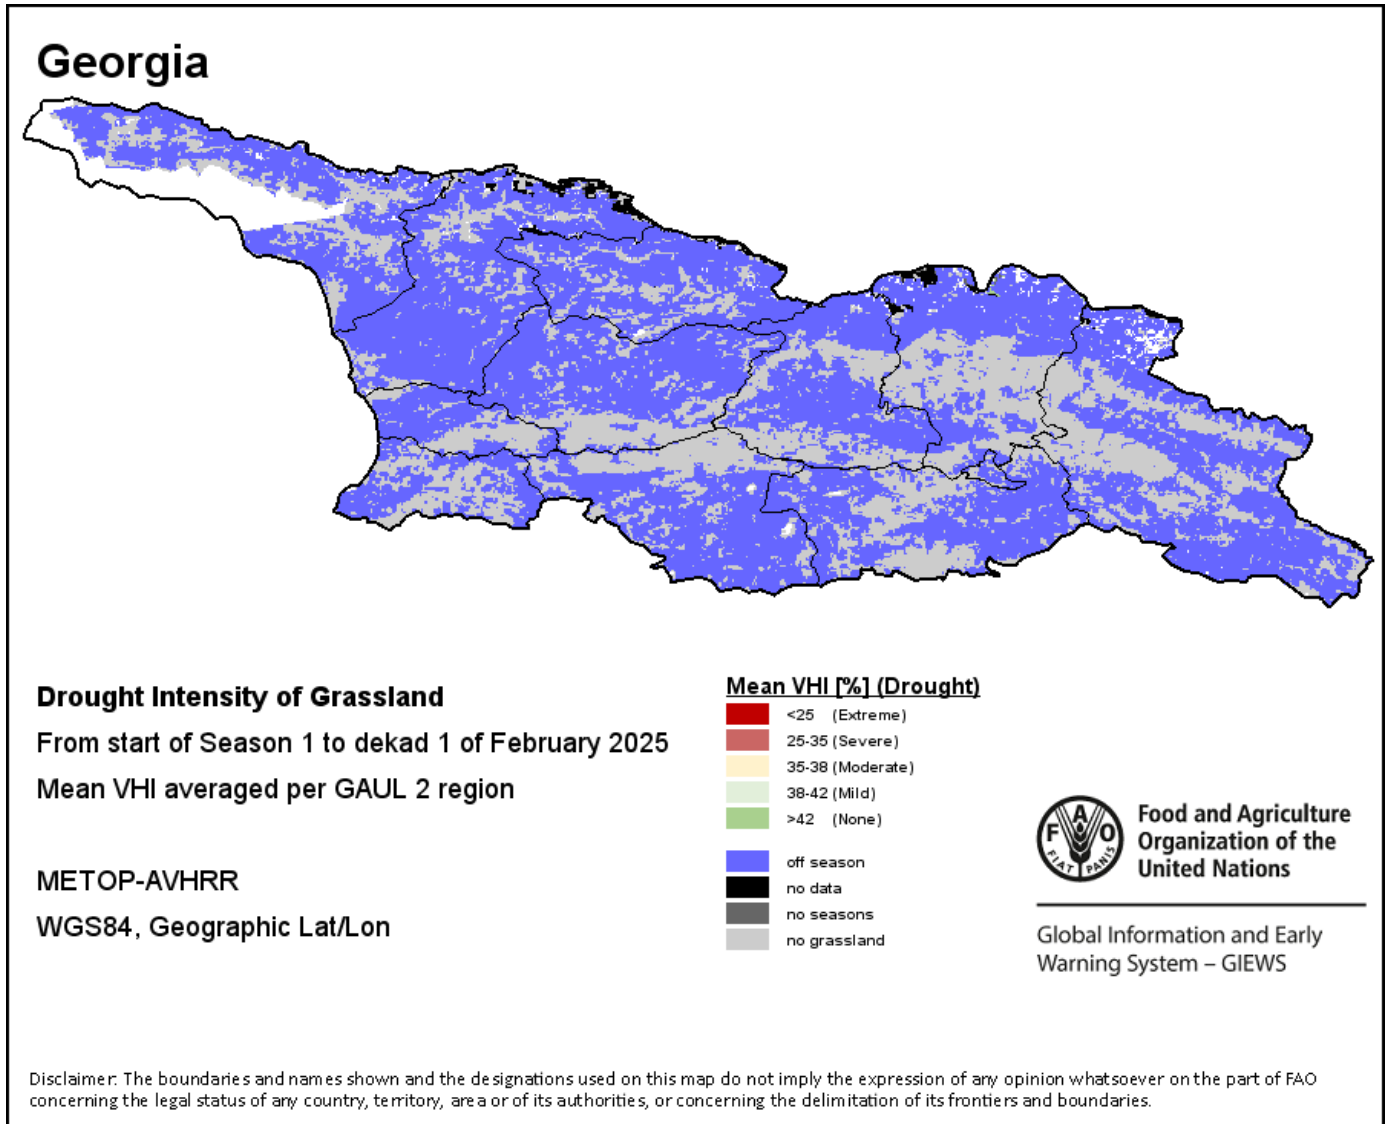 Georgia
Drought Intensity of Grassland
From start of Season 1 to dekad 1 of February 2025
Mean VHI averaged per GAUL 2 region
METOP-AVHRR
WGS84, Geographic Lat/Lon
Mean VHI [%] (Drought)
<25 (Extreme)
25-35 (Severe)
35-38 (Moderate)
38-42 (Mild)
>42 (None)
off season
no data
no seasons
no grassland
F A O
FIAT PANIS
Food and Agriculture
Organization of the
United Nations
Global Information and Early
Warning System – GIEWS
Disclaimer: The boundaries and names shown and the designations used on this map do not imply the expression of any opinion whatsoever on the part of FAO
concerning the legal status of any country, territory, area or of its authorities, or concerning the delimitation of its frontiers and boundaries.